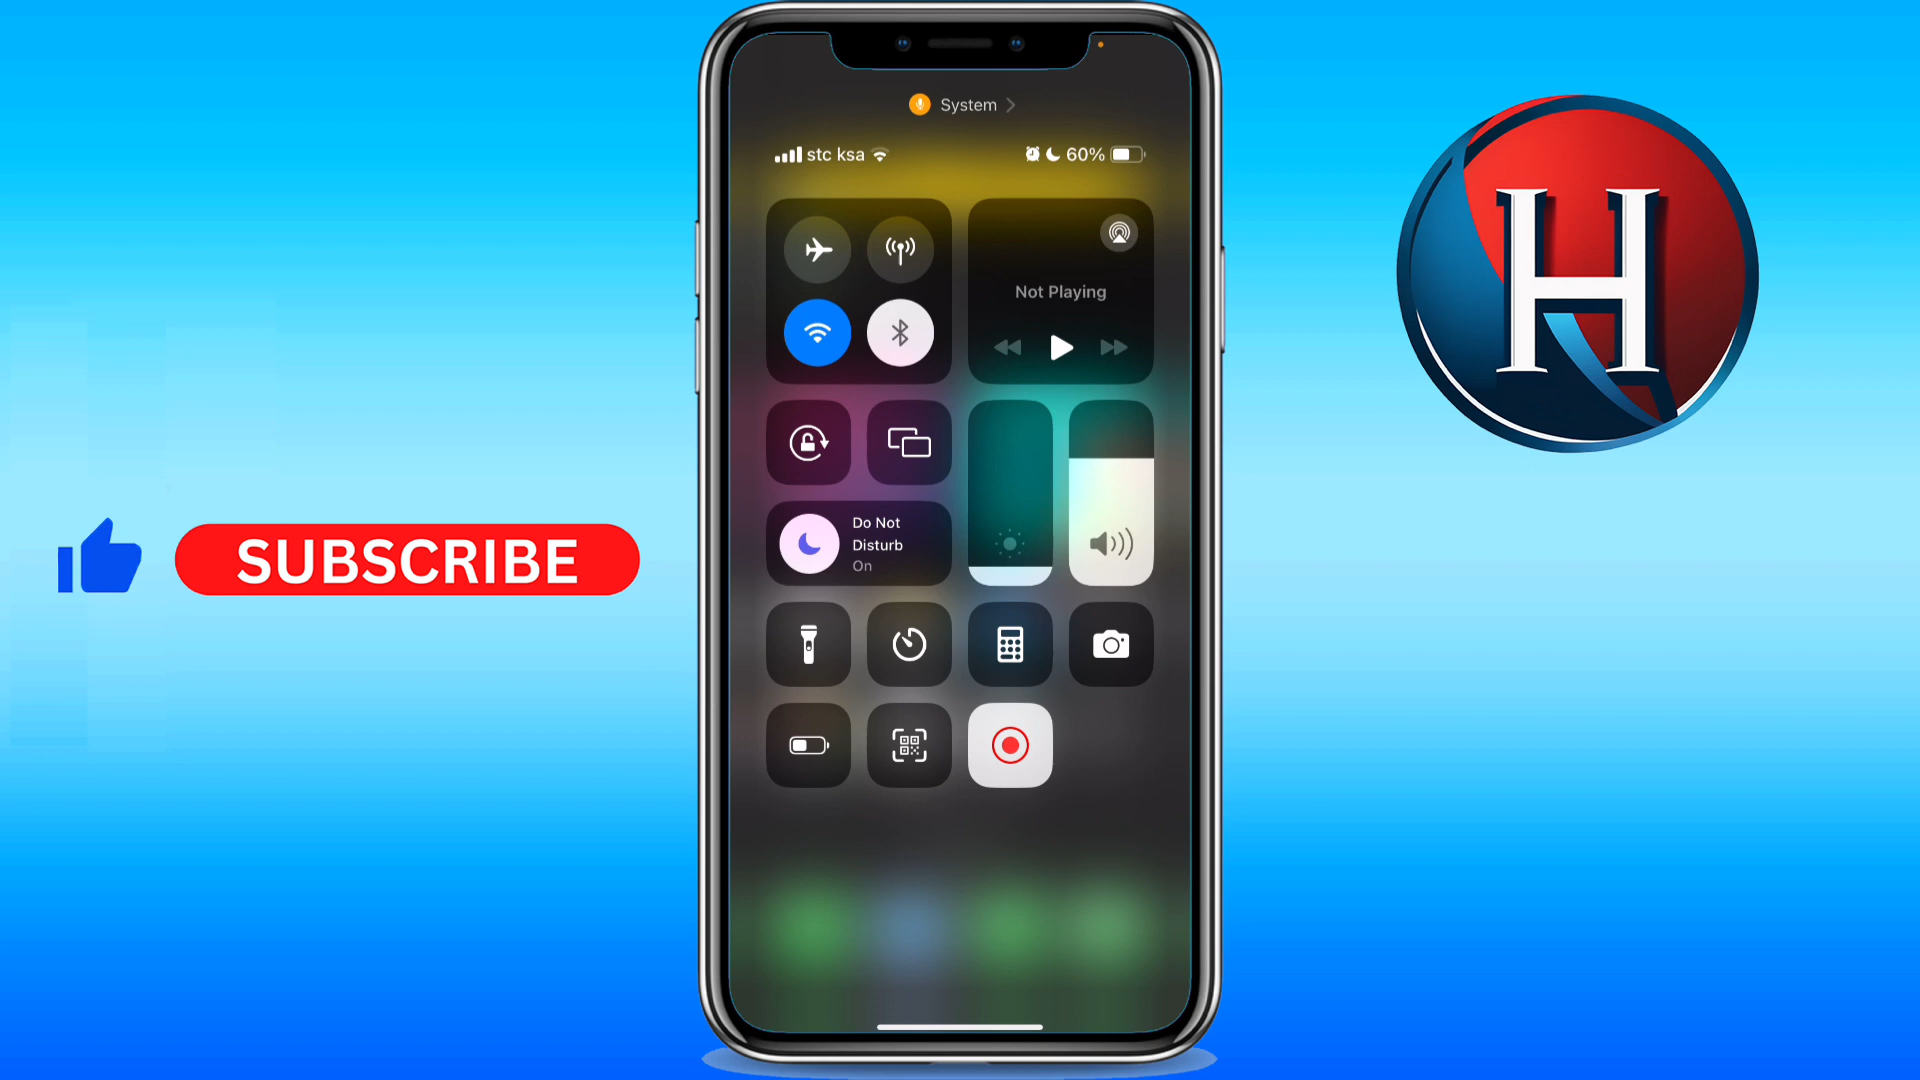 System
stc ksa
60%
Not Playing
Do Not
Disturb
On
SUBSCRIBE
H